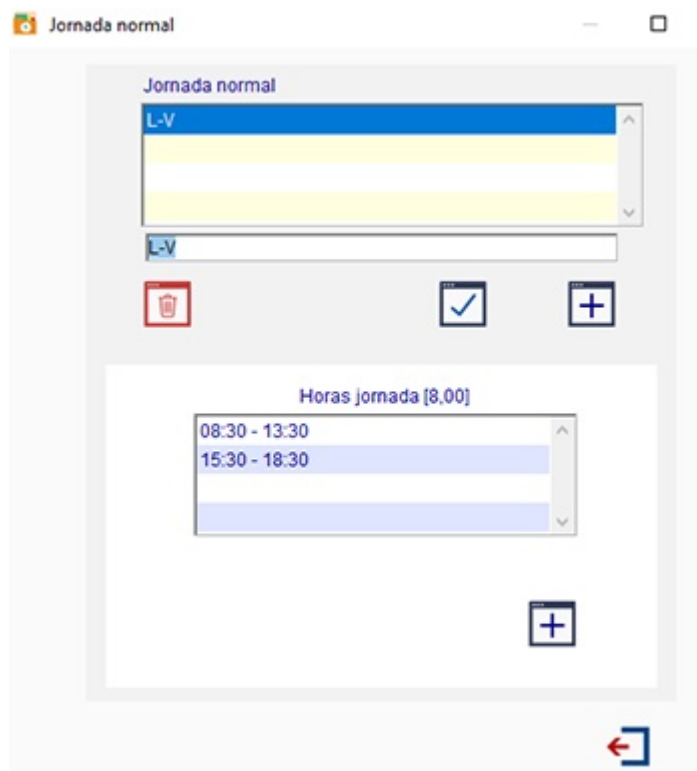 Jornada normal
Jornada normal
L-V
L-V
Horas jornada [8,00]
08:30 - 13:30
15:30 - 18:30